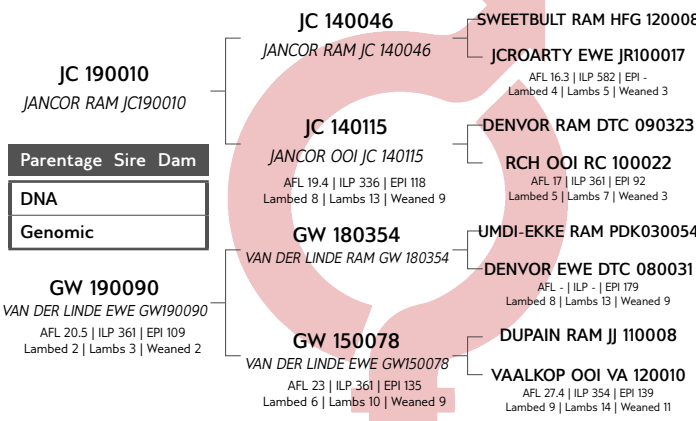 JC 190010
JANCOR RAM JC190010
Parentage Sire Dam
DNA
Genomic
GW 190090
VAN DER LINDE EWE GW190090
AFL 20.5 | ILP 361 | EPI 109
Lambed 2 | Lambs 3 | Weaned 2
JC 140046
JANCOR RAM JC 140046
JC 140115
JANCOR OOI JC 140115
AFL 19.4 | ILP 336 | EPI 118
Lambed 8 | Lambs 13 | Weaned 9
GW 180354
VAN DER LINDE RAM GW 180354
GW 150078
VAN DER LINDE EWE GW150078
AFL 23 | ILP 361 | EPI 135
Lambed 6 | Lambs 10 | Weaned 9
SWEETBULT RAM HFG 120008
JCROARTY EWE JR100017
AFL 16.3 | ILP 582 | EPI -
Lambed 4 | Lambs 5 | Weaned 3
DENVOR RAM DTC 090323
RCH OOI RC 100022
AFL 17 | ILP 361 | EPI 92
Lambed 5 | Lambs 7 | Weaned 3
UMDI-EKKE RAM PDK030054
DENVOR EWE DTC 080031
AFL - | ILP - | EPI 179
Lambed 8 | Lambs 13 | Weaned 9
DUPAIN RAM JJ 110008
VAALKOP OOI VA 120010
AFL 27.4 | ILP 354 | EPI 139
Lambed 9 | Lambs 14 | Weaned 11